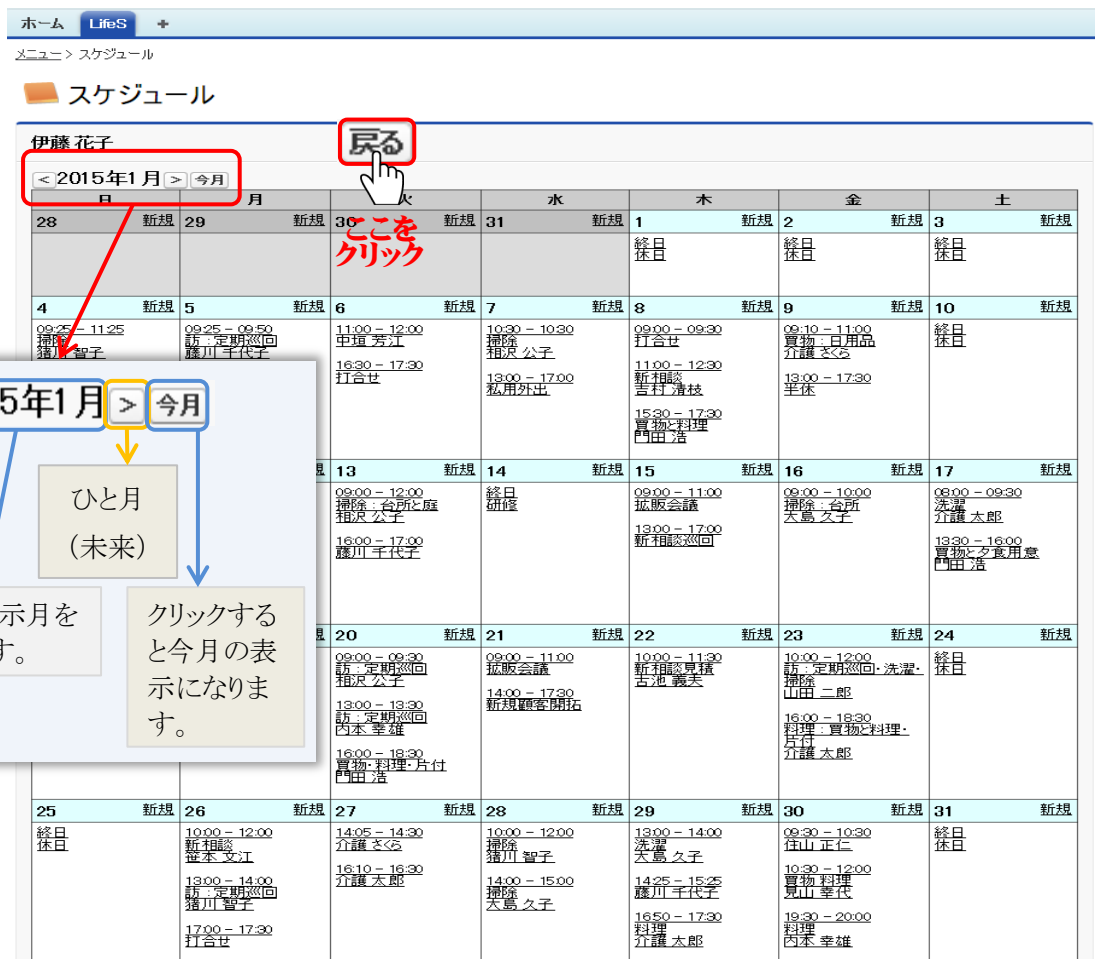 ホーム LifeS +
メニュー > スケジュール
スケジュール
伊藤 花子
戻る
< 2015年1 月 > 今月
日 月 火 水 木 金 土
28 新規 29 新規 30 新規 31 新規 1 新規 2 新規 3 新規
ここを
クリック
終日
休日
終日
休日
終日
休日
4 新規 5 新規 6 新規 7 新規 8 新規 9 新規 10 新規
09:25 - 11:25
掃除
猪川 智子
09:25 - 09:50
訪：定期巡回
藤川 千代子
11:00 - 12:00
中垣 芳江
16:30 - 17:30
打合せ
10:30 - 10:30
掃除
相沢 公子
13:00 - 17:00
私用外出
09:00 - 09:30
打合せ
11:00 - 12:30
新相談
吉村 清枝
15:30 - 17:30
買物と料理
門田 浩
09:10 - 11:00
買物：日用品
介護 さくら
13:00 - 17:30
半休
終日
休日
5年1 月 > 今月
ひと月
（未来）
示月を
す。
クリックする
と今月の表
示になりま
す。
13 新規 14 新規 15 新規 16 新規 17 新規
09:00 - 12:00
掃除：台所と庭
相沢 公子
16:00 - 17:00
藤川 千代子
終日
研修
09:00 - 11:00
拡販会議
13:00 - 17:00
新相談巡回
09:00 - 10:00
掃除：台所
大島 久子
08:00 - 09:30
洗濯
介護 太郎
13:30 - 16:00
買物と夕食用意
門田 浩
20 新規 21 新規 22 新規 23 新規 24 新規
09:00 - 09:30
訪：定期巡回
相沢 公子
13:00 - 13:30
訪：定期巡回
内本 幸雄
16:00 - 18:30
買物・料理・片付
門田 浩
09:00 - 11:00
拡販会議
14:00 - 17:30
新規顧客開拓
10:00 - 11:30
新相談見積
古池 義夫
10:00 - 12:00
訪：定期巡回・洗濯・
掃除
山田 二郎
16:00 - 18:30
料理：買物と料理・
片付
介護 太郎
終日
休日
25 新規 26 新規 27 新規 28 新規 29 新規 30 新規 31 新規
終日
休日
10:00 - 12:00
新相談
笹本 文江
13:00 - 14:00
訪：定期巡回
猪川 智子
17:00 - 17:30
打合せ
14:05 - 14:30
介護 さくら
16:10 - 16:30
介護 太郎
10:00 - 12:00
掃除
猪川 智子
14:00 - 15:00
掃除
大島 久子
13:00 - 14:00
洗濯
大島 久子
14:25 - 15:25
藤川 千代子
16:50 - 17:30
料理
介護 太郎
09:30 - 10:30
住山 正仁
10:30 - 12:00
買物 料理
見山 幸代
19:30 - 20:00
料理
内本 幸雄
終日
休日